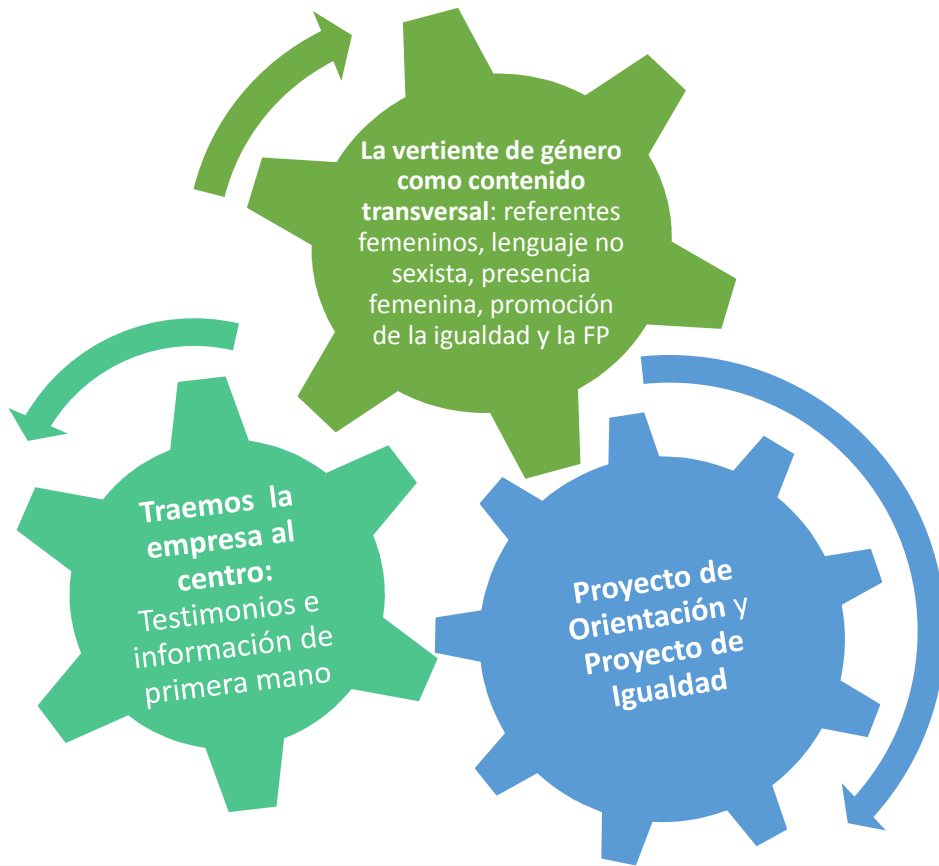 La vertiente de género
como contenido
transversal: referentes
femeninos, lenguaje no
sexista, presencia
femenina, promoción
de la igualdad y la FP
Traemos la
empresa al
centro:
Testimonios e
información de
primera mano
Proyecto de
Orientación y
Proyecto de
Igualdad